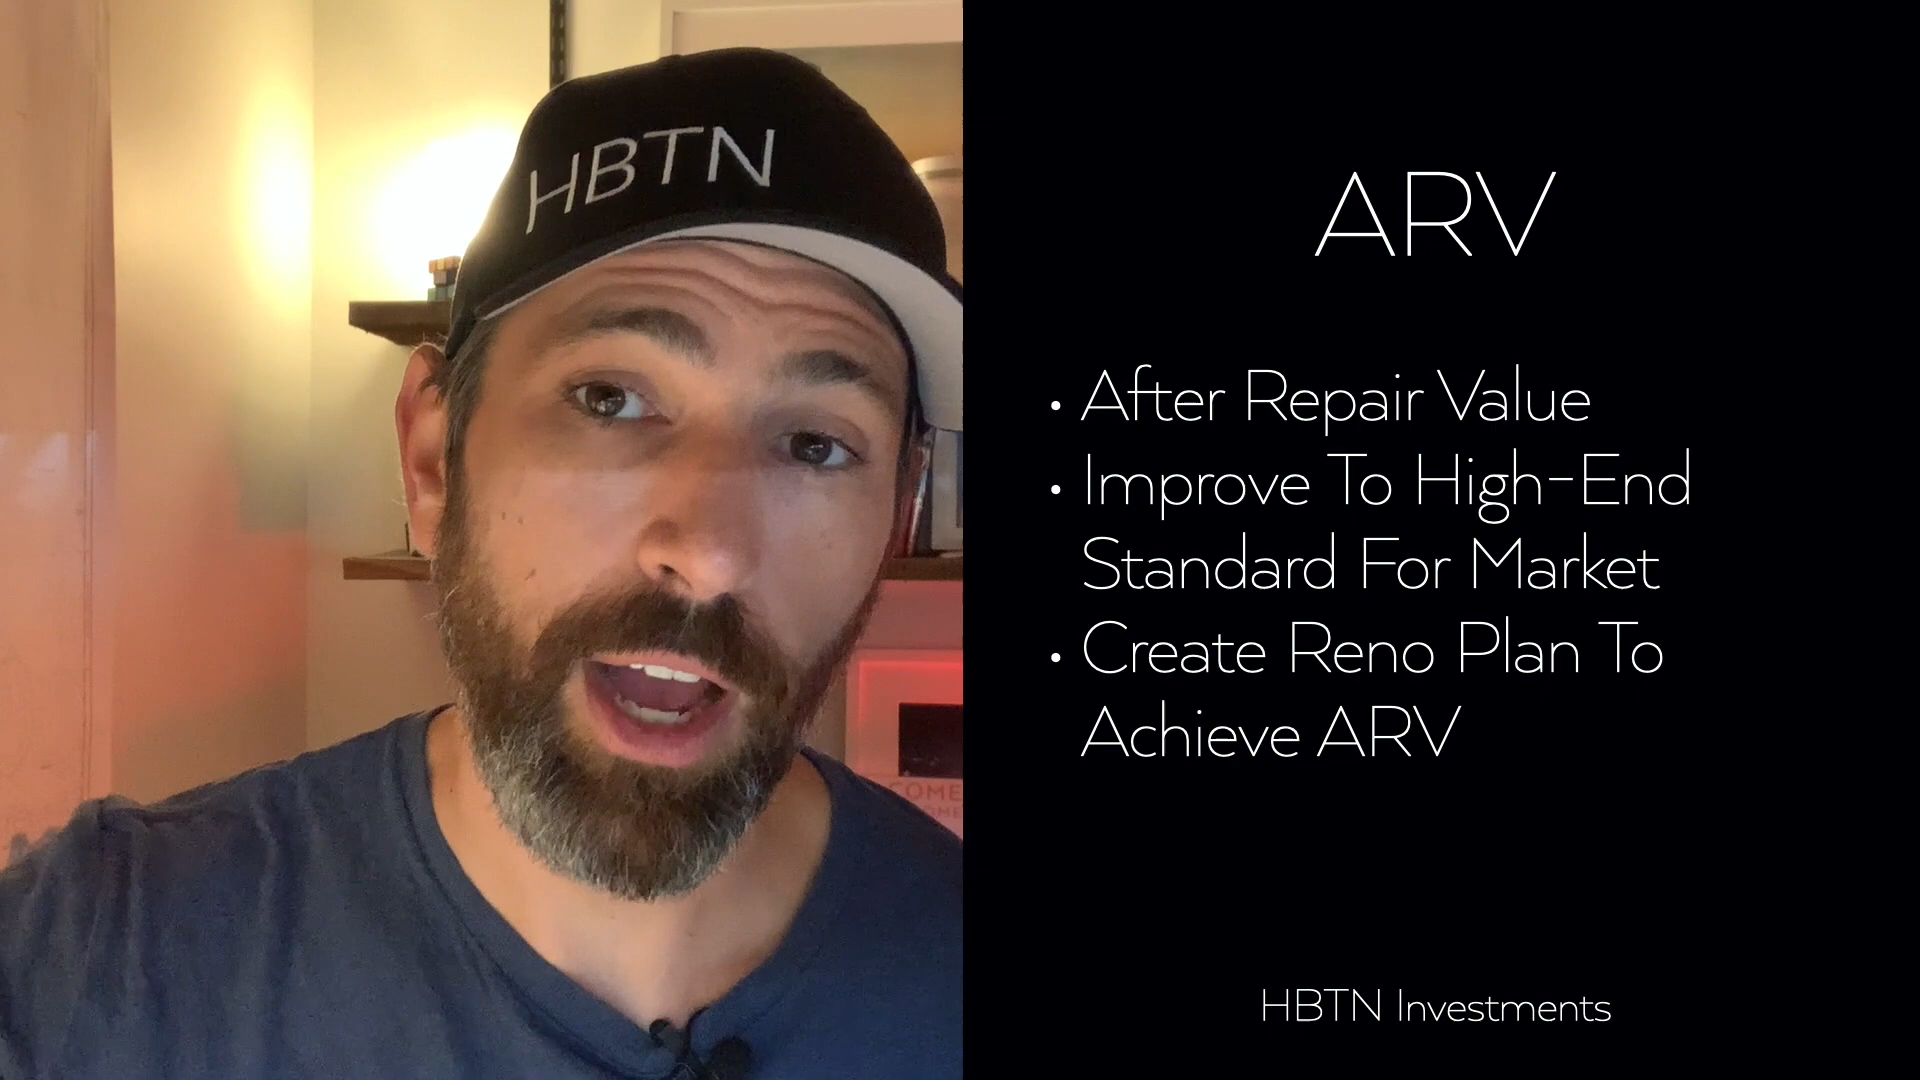 HBTN
ARV
• After Repair Value
• Improve To High-End
Standard For Market
• Create Reno Plan To
Achieve ARV
HBTN Investments
COME